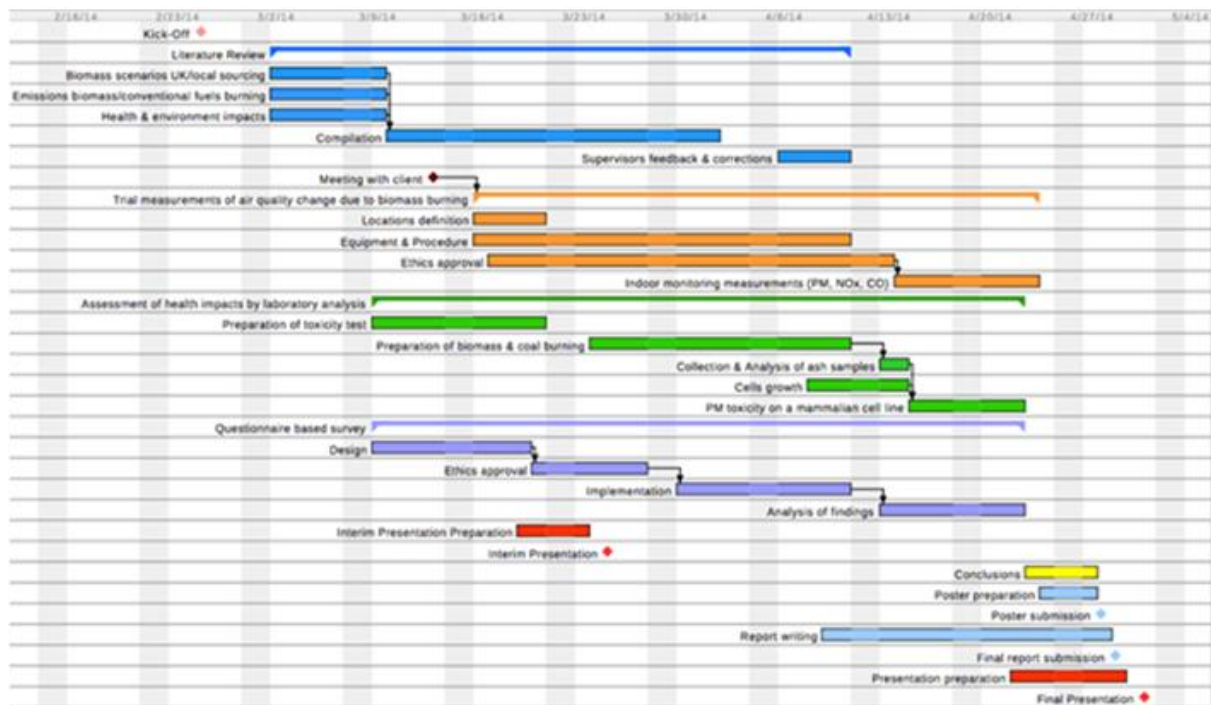 2/16/14 2/23/14 3/2/14 3/9/14 3/16/14 3/23/14 3/30/14 4/6/14 4/13/14 4/20/14 4/27/14 5/4/14
Kick-Off
Literature Review
Biomass scenarios UK/local sourcing
Emissions biomass/conventional fuels burning
Health & environment impacts
Compilation
Supervisors feedback & corrections
Meeting with client
Trial measurements of air quality change due to biomass burning
Locations definition
Equipment & Procedure
Ethics approval
Indoor monitoring measurements (PM, NOx, CO)
Assessment of health impacts by laboratory analysis
Preparation of toxicity test
Preparation of biomass & coal burning
Collection & Analysis of ash samples
Cells growth
PM toxicity on a mammalian cell line
Questionnaire based survey
Design
Ethics approval
Implementation
Analysis of findings
Interim Presentation Preparation
Interim Presentation
Conclusions
Poster preparation
Poster submission
Report writing
Final report submission
Presentation preparation
Final Presentation